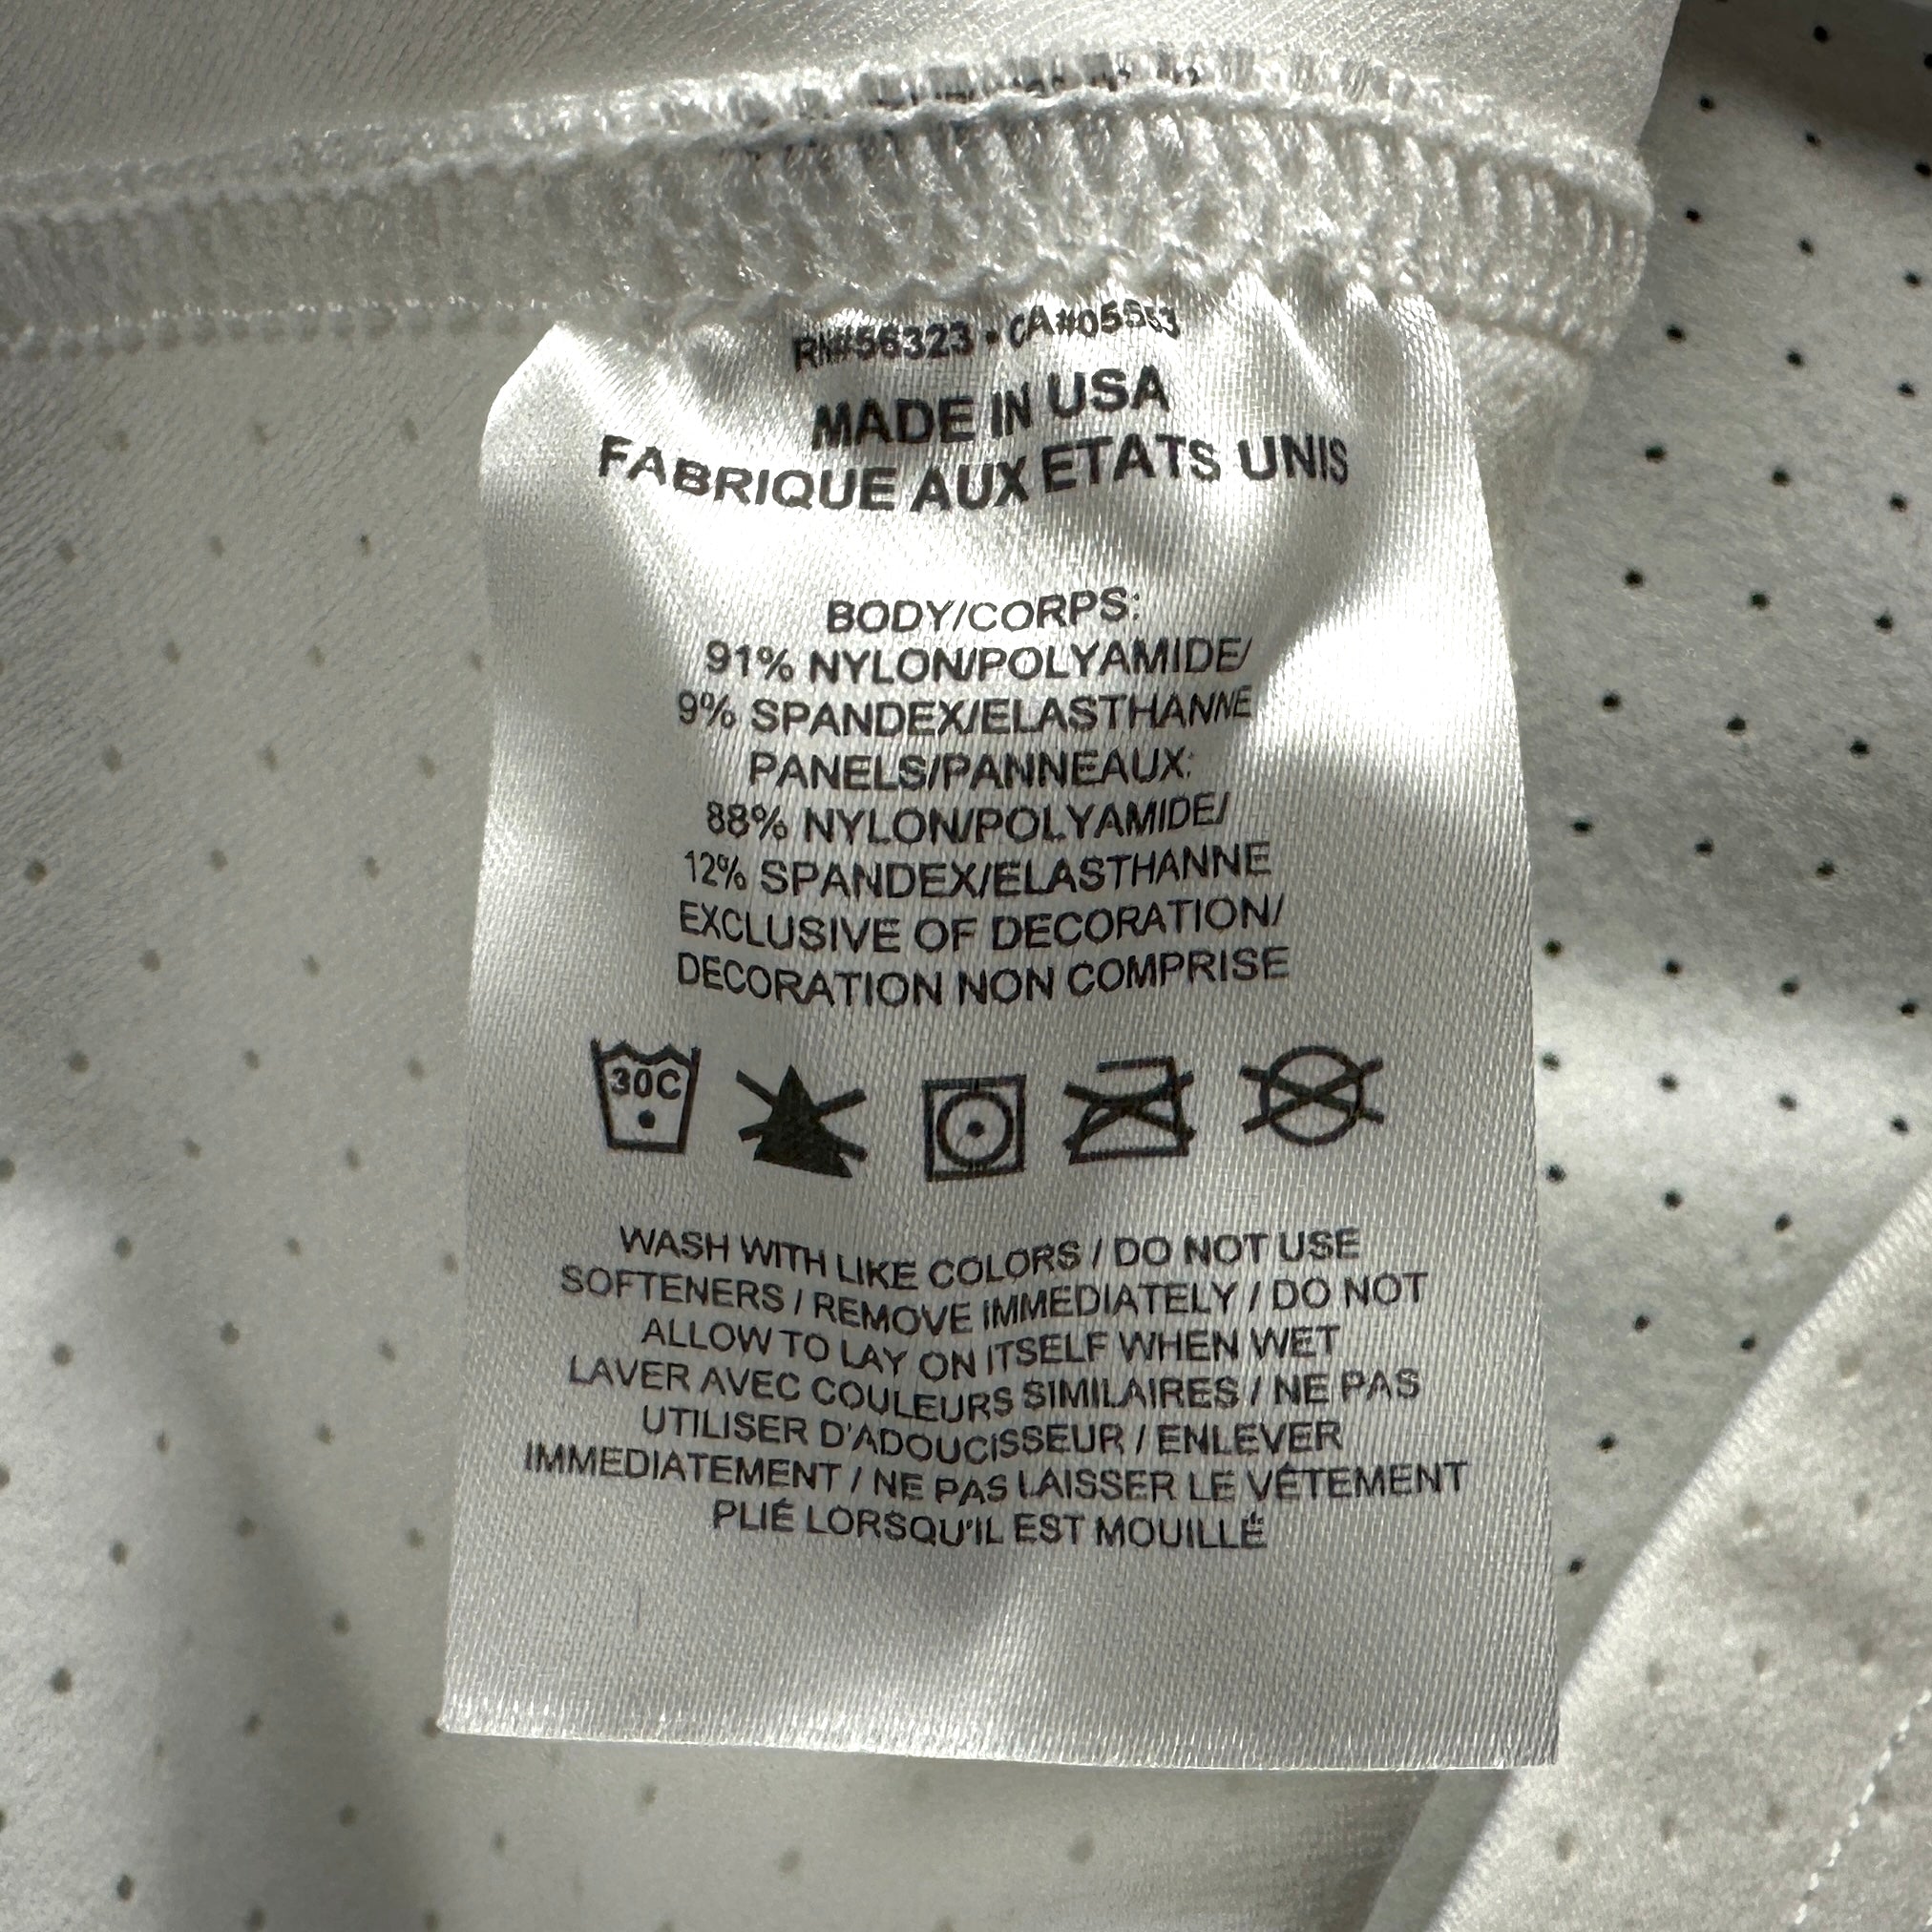 RN#56323 • CA#05553
MADE IN USA
FABRIQUE AUX ETATS UNIS
BODY/CORPS:
91% NYLON/POLYAMIDE/
9% SPANDEX/ELASTHANNE
PANELS/PANNEAUX:
88% NYLON/POLYAMIDE/
12% SPANDEX/ELASTHANNE
EXCLUSIVE OF DECORATION/
DECORATION NON COMPRISE
30C
WASH WITH LIKE COLORS / DO NOT USE
SOFTENERS / REMOVE IMMEDIATELY / DO NOT
ALLOW TO LAY ON ITSELF WHEN WET
LAVER AVEC COULEURS SIMILAIRES / NE PAS
UTILISER D'ADOUCISSEUR / ENLEVER
IMMEDIATEMENT / NE PAS LAISSER LE VÊTEMENT
PLIÉ LORSQU'IL EST MOUILLÉ